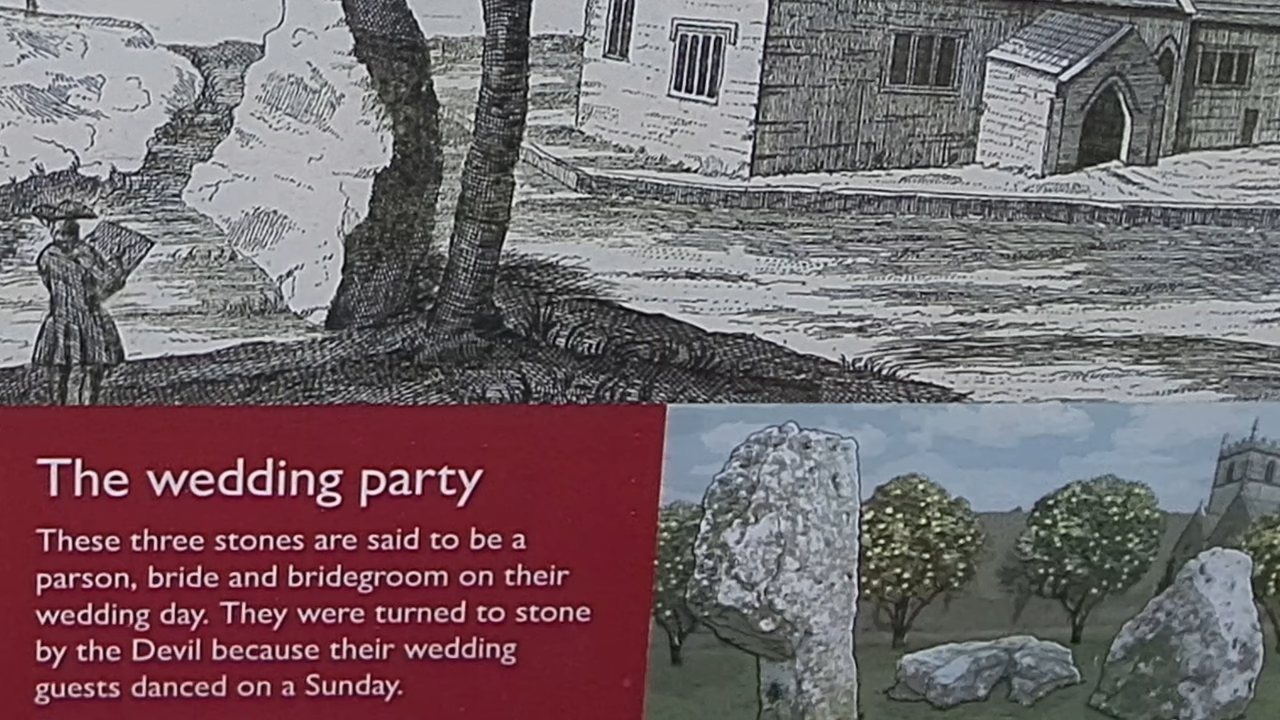 The wedding party
These three stones are said to be a
parson, bride and bridegroom on their
wedding day. They were turned to stone
by the Devil because their wedding
guests danced on a Sunday.